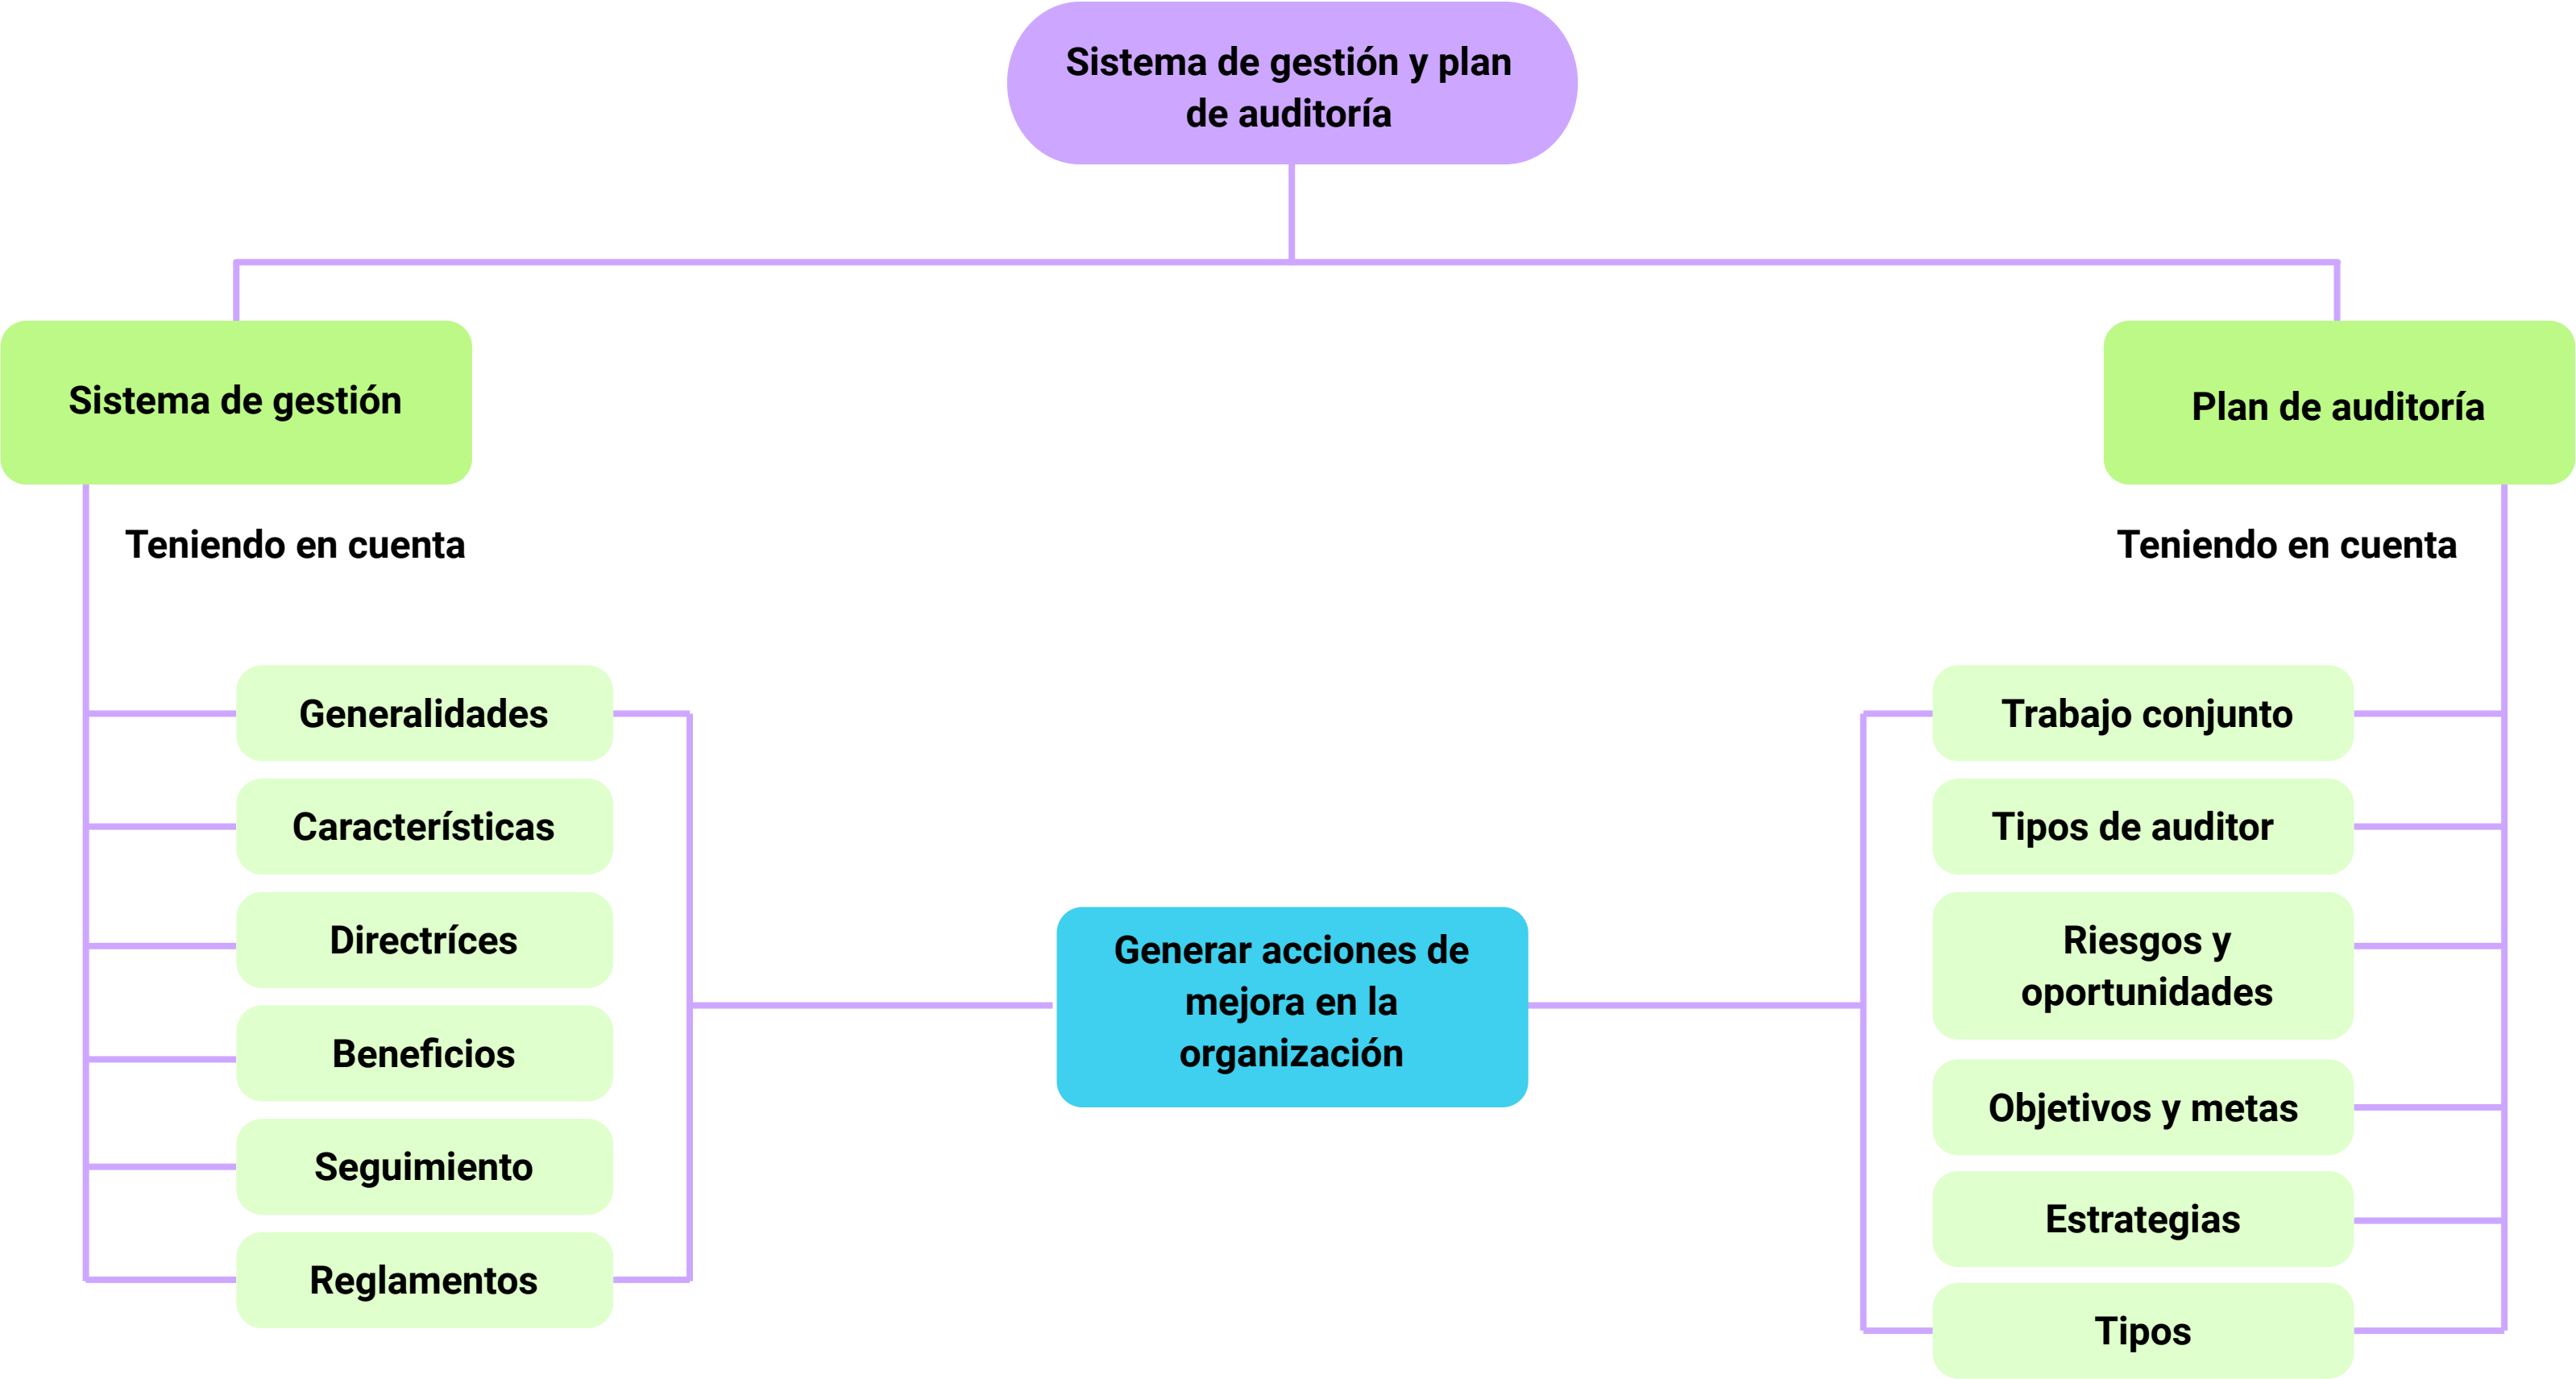 Sistema de gestión y plan
de auditoría
Sistema de gestión
Plan de auditoría
Teniendo en cuenta
Teniendo en cuenta
Generalidades
Características
Directríces
Beneficios
Seguimiento
Reglamentos
Generar acciones de
mejora en la
organización
Trabajo conjunto
Tipos de auditor
Riesgos y
oportunidades
Objetivos y metas
Estrategias
Tipos